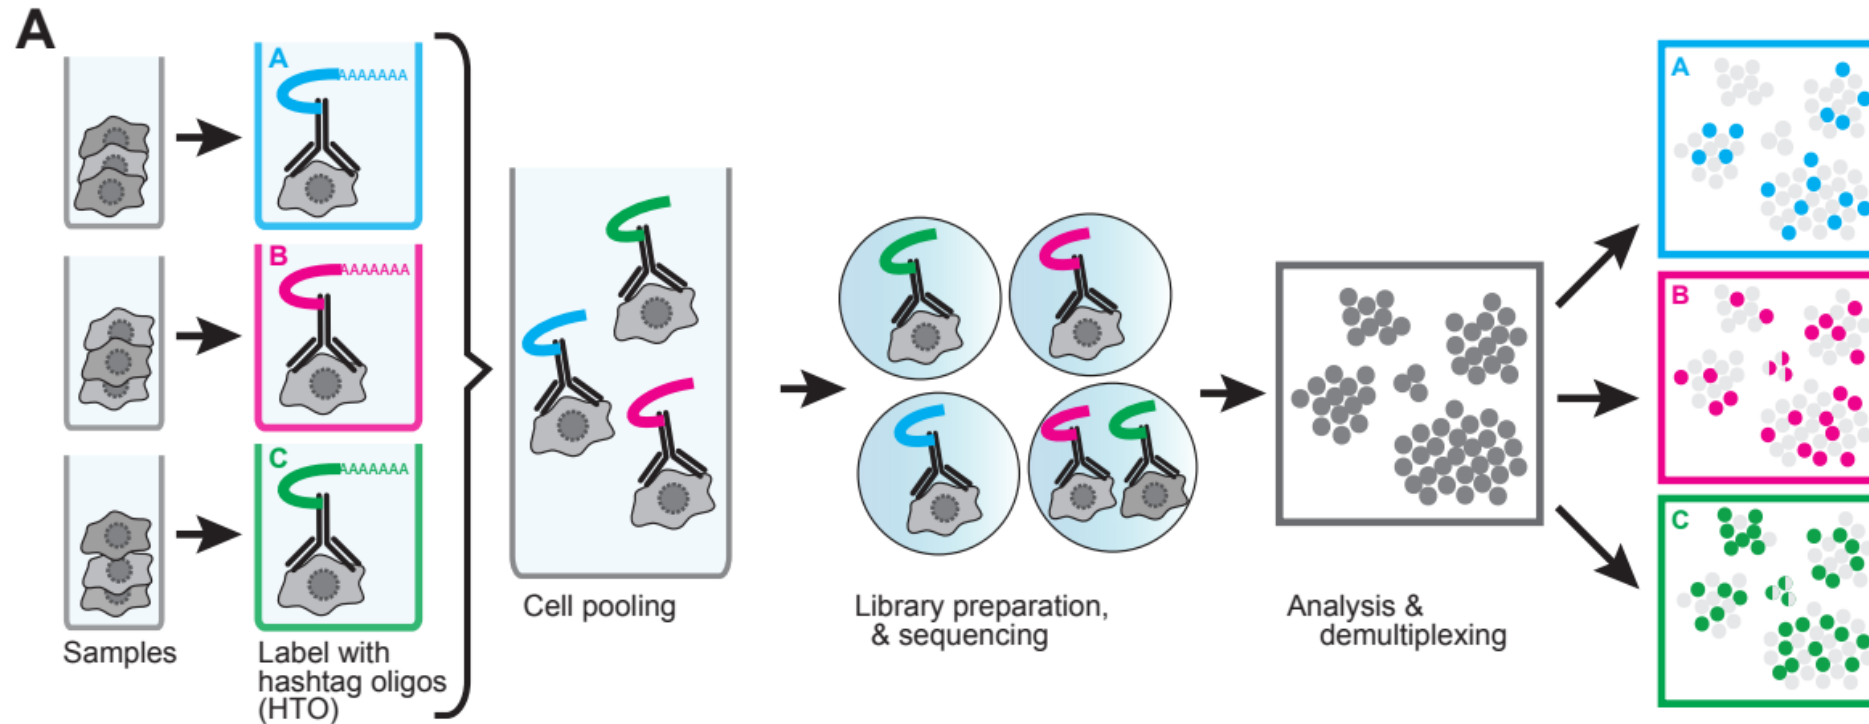 A
A
AAAAAAA
B
AAAAAAA
C
AAAAAAA
Samples
Label with
hashtag oligos
(HTO)
Cell pooling
Library preparation,
& sequencing
Analysis &
demultiplexing
A
B
C